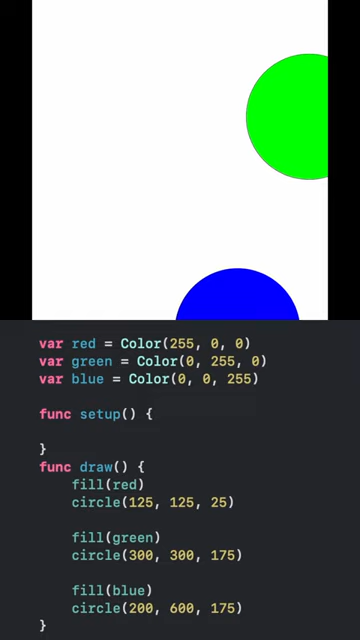 var red = Color(255, 0, 0)
var green = Color(0, 255, 0)
var blue = Color(0, 0, 255)
func setup() {
}
func draw() {
fill(red)
circle(125, 125, 25)
fill(green)
circle(300, 300, 175)
fill(blue)
circle(200, 600, 175)
}